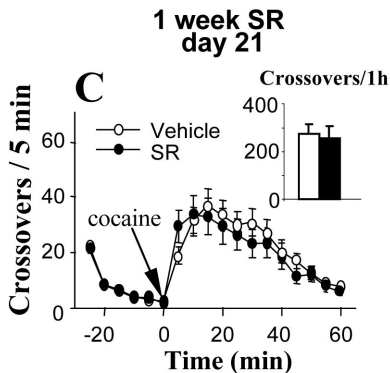 1 week SR
day 21
C
Crossovers/1h
400
200
0
Vehicle
SR
cocaine
Crossovers / 5 min
60
40
20
0
-20 0 20 40 60
Time (min)